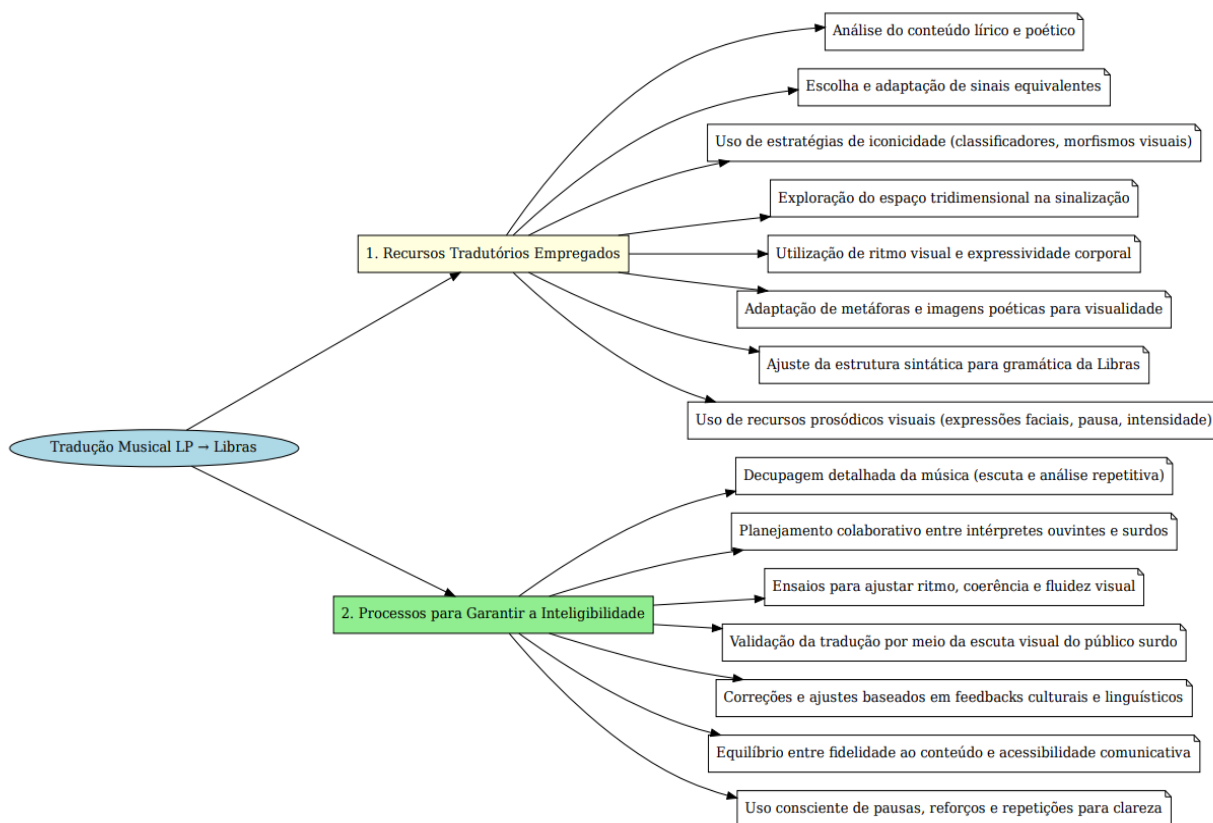 Tradução Musical LP → Libras
1. Recursos Tradutórios Empregados
Análise do conteúdo lírico e poético
Escolha e adaptação de sinais equivalentes
Uso de estratégias de iconicidade (classificadores, morfismos visuais)
Exploração do espaço tridimensional na sinalização
Utilização de ritmo visual e expressividade corporal
Adaptação de metáforas e imagens poéticas para visualidade
Ajuste da estrutura sintática para gramática da Libras
Uso de recursos prosódicos visuais (expressões faciais, pausa, intensidade)
2. Processos para Garantir a Inteligibilidade
Decupagem detalhada da música (escuta e análise repetitiva)
Planejamento colaborativo entre intérpretes ouvintes e surdos
Ensaios para ajustar ritmo, coerência e fluidez visual
Validação da tradução por meio da escuta visual do público surdo
Correções e ajustes baseados em feedbacks culturais e linguísticos
Equilíbrio entre fidelidade ao conteúdo e acessibilidade comunicativa
Uso consciente de pausas, reforços e repetições para clareza